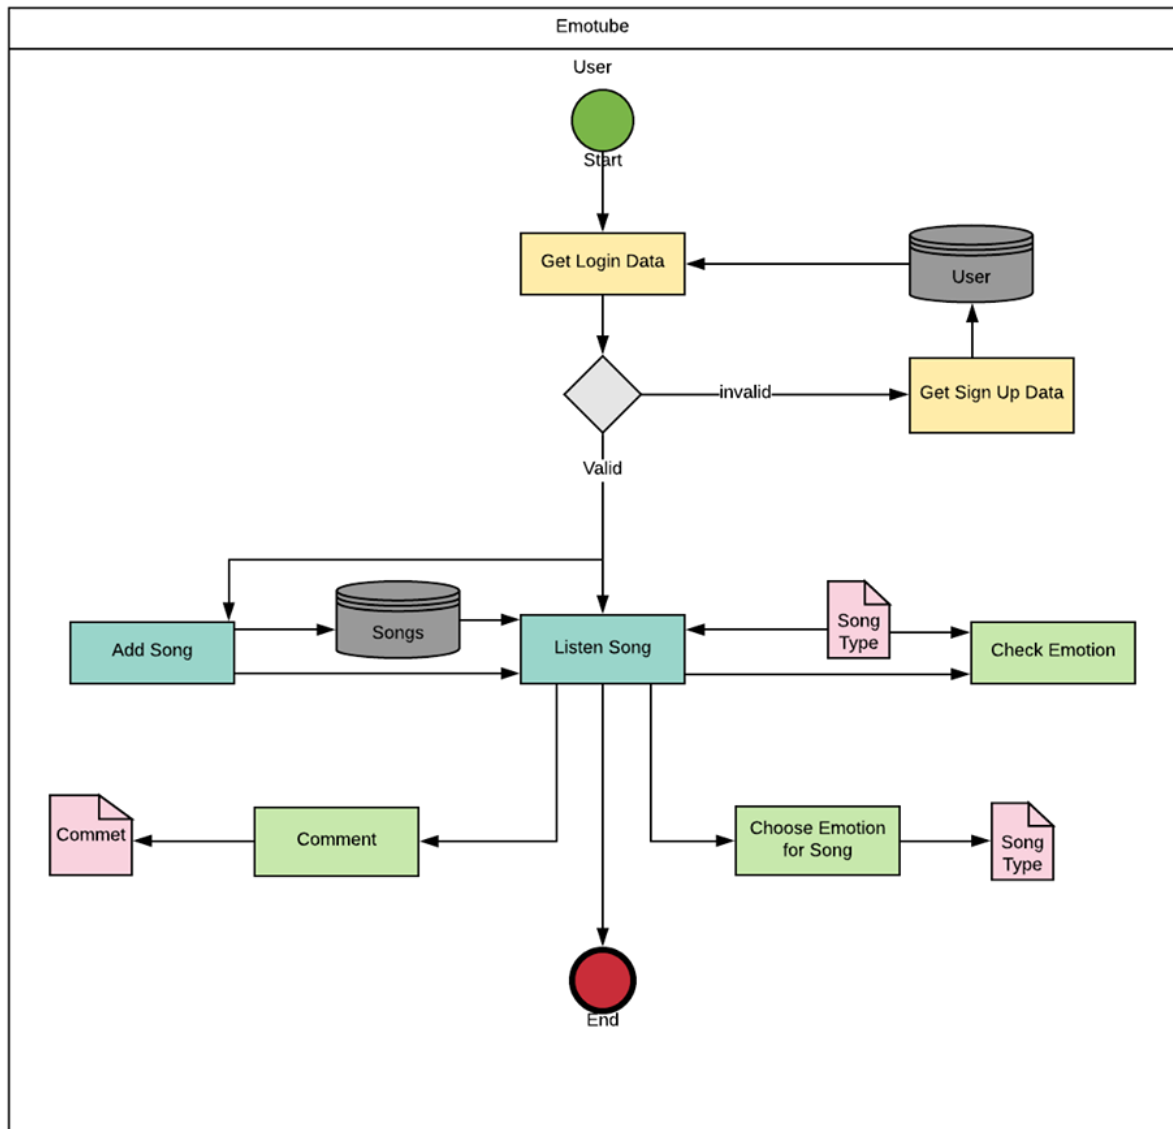 Emotube
User
Start
Get Login Data
User
invalid
Get Sign Up Data
Valid
Add Song
Songs
Listen Song
Song
Type
Check Emotion
Commet
Comment
Choose Emotion
for Song
Song
Type
End